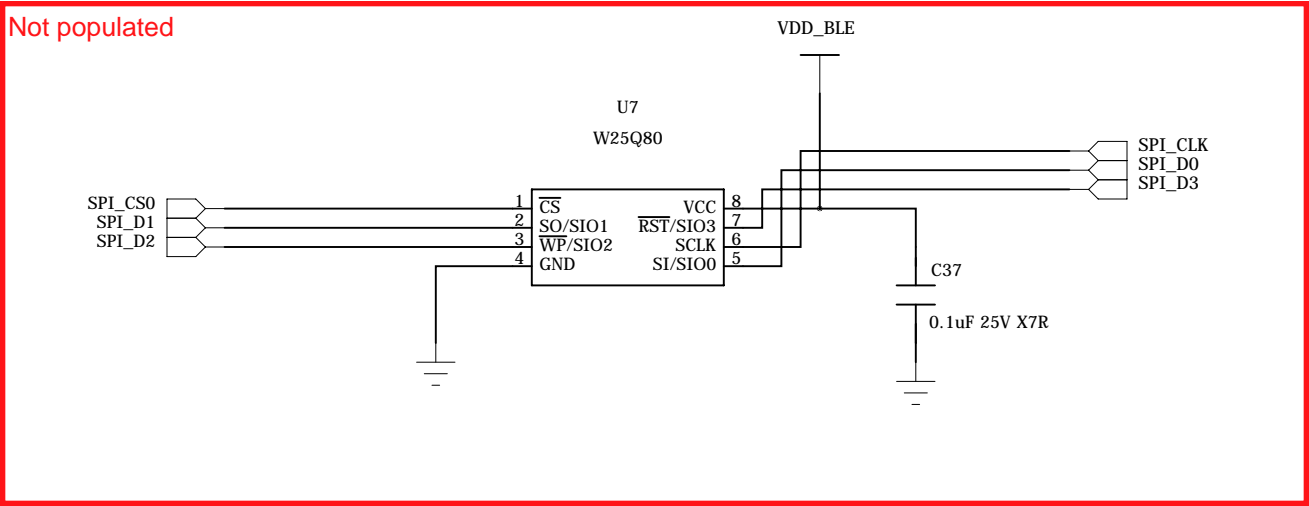 Not populated
VDD_BLE
U7
W25Q80
SPI_CLK
SPI_D0
SPI_D3
SPI_CS0
SPI_D1
SPI_D2
1 CS VCC 8
2 SO/SIO1 RST/SIO3 7
3 WP/SIO2 SCLK 6
4 GND SI/SIO0 5
C37
0.1uF 25V X7R